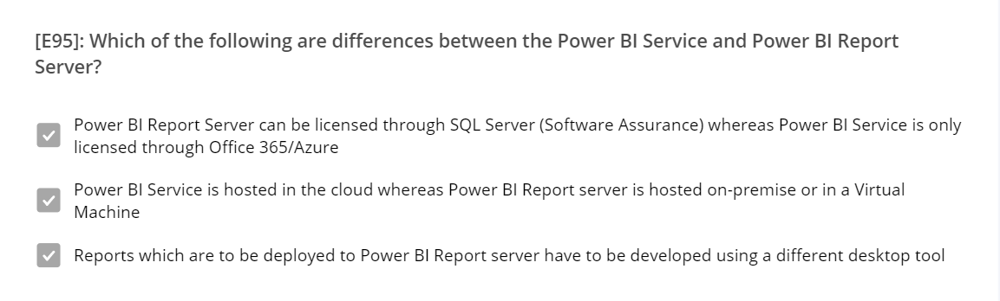 [E95]: Which of the following are differences between the Power BI Service and Power BI Report
Server?
Power BI Report Server can be licensed through SQL Server (Software Assurance) whereas Power BI Service is only
licensed through Office 365/Azure
Power BI Service is hosted in the cloud whereas Power BI Report server is hosted on-premise or in a Virtual
Machine
Reports which are to be deployed to Power BI Report server have to be developed using a different desktop tool